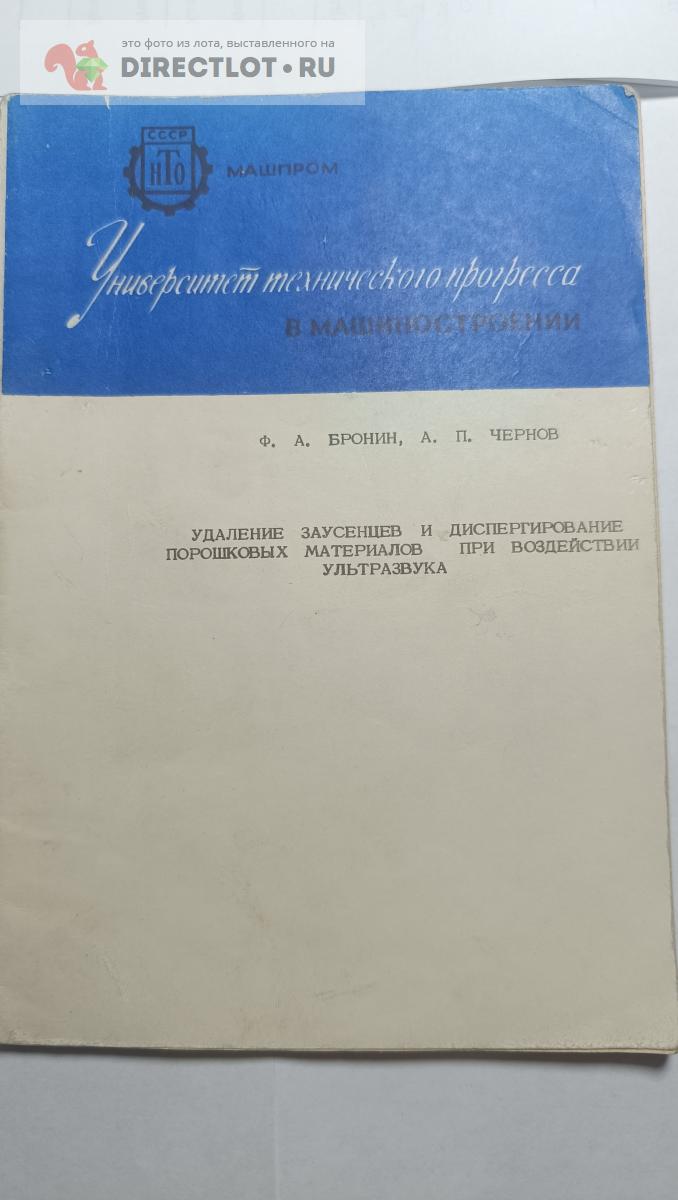 это фото из лота, выставленного на
DIRECTLOT.RU
СССР
НТО
МАШПРОМ
Университет технического прогресса
В МАШИНОСТРОЕНИИ
Ф. А. БРОНИН, А. П. ЧЕРНОВ
УДАЛЕНИЕ ЗАУСЕНЦЕВ И ДИСПЕРГИРОВАНИЕ
ПОРОШКОВЫХ МАТЕРИАЛОВ ПРИ ВОЗДЕЙСТВИИ
УЛЬТРАЗВУКА